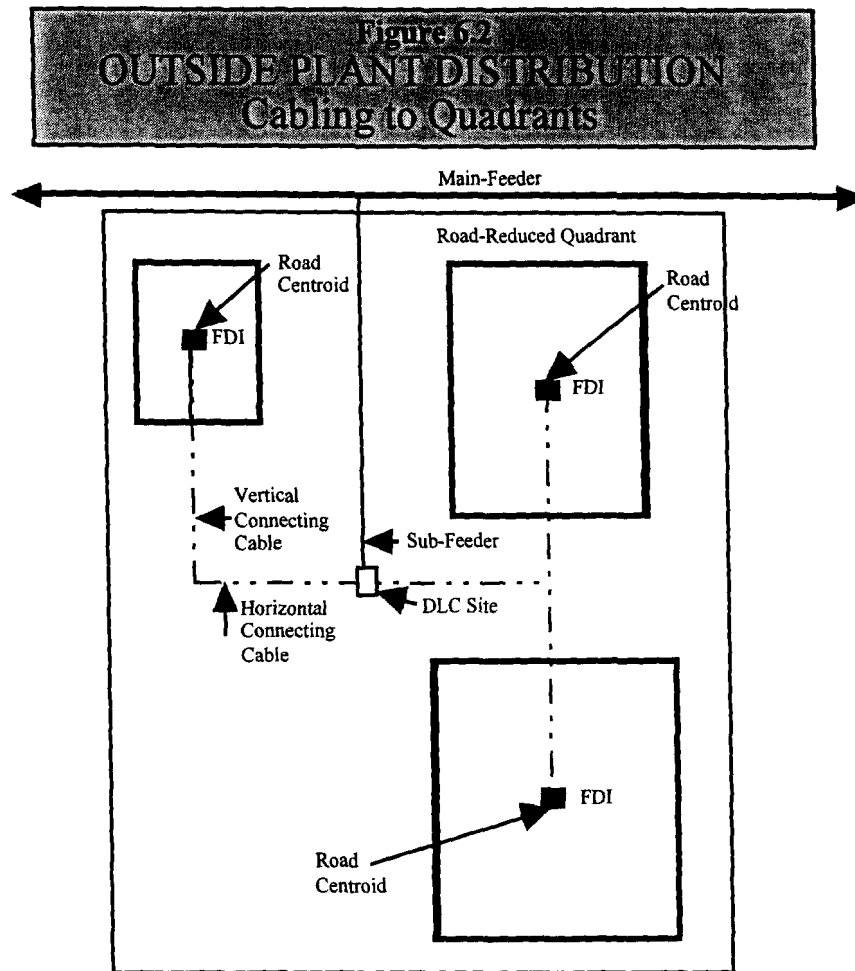 Figure 6.2
OUTSIDE PLANT DISTRIBUTION
Cabling to Quadrants
Main-Feeder
Road-Reduced Quadrant
Road
Centroid
Road
Centroid
FDI
FDI
Vertical
Connecting
Cable
Sub-Feeder
Horizontal
Connecting
Cable
DLC Site
FDI
Road
Centroid